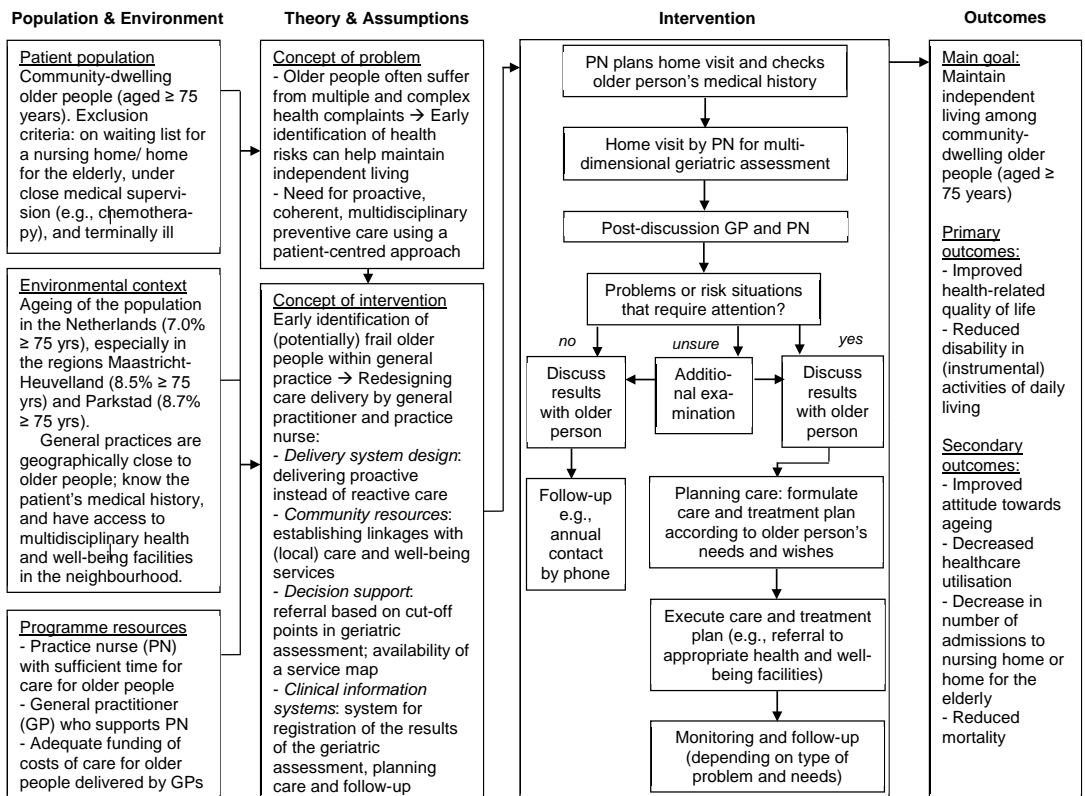 Population & Environment
Patient population
Community-dwelling
older people (aged ≥ 75
years). Exclusion
criteria: on waiting list for
a nursing home/ home
for the elderly, under
close medical supervi-
sion (e.g., chemothera-
py), and terminally ill
Environmental context
Ageing of the population
in the Netherlands (7.0%
≥ 75 yrs), especially in
the regions Maastricht-
Heuvelland (8.5% ≥ 75
yrs) and Parkstad (8.7%
≥ 75 yrs).
General practices are
geographically close to
older people; know the
patient's medical history,
and have access to
multidisciplinary health
and well-being facilities
in the neighbourhood.
Programme resources
- Practice nurse (PN)
with sufficient time for
care for older people
- General practitioner
(GP) who supports PN
- Adequate funding of
costs of care for older
people delivered by GPs
Theory & Assumptions
Concept of problem
- Older people often suffer
from multiple and complex
health complaints → Early
identification of health
risks can help maintain
independent living
- Need for proactive,
coherent, multidisciplinary
preventive care using a
patient-centred approach
Concept of intervention
Early identification of
(potentially) frail older
people within general
practice → Redesigning
care delivery by general
practitioner and practice
nurse:
- Delivery system design:
delivering proactive
instead of reactive care
- Community resources:
establishing linkages with
(local) care and well-being
services
- Decision support:
referral based on cut-off
points in geriatric
assessment; availability of
a service map
- Clinical information
systems: system for
registration of the results
of the geriatric
assessment, planning
care and follow-up
Intervention
PN plans home visit and checks
older person's medical history
Home visit by PN for multi-
dimensional geriatric assessment
Post-discussion GP and PN
Problems or risk situations
that require attention?
no
unsure
yes
Discuss
results
with older
person
Additio-
nal exa-
mination
Discuss
results
with older
person
Follow-up
e.g.,
annual
contact
by phone
Planning care: formulate
care and treatment plan
according to older person's
needs and wishes
Execute care and treatment
plan (e.g., referral to
appropriate health and well-
being facilities)
Monitoring and follow-up
(depending on type of
problem and needs)
Outcomes
Main goal:
Maintain
independent
living among
community-
dwelling older
people (aged ≥
75 years)
Primary
outcomes:
- Improved
health-related
quality of life
- Reduced
disability in
(instrumental)
activities of daily
living
Secondary
outcomes:
- Improved
attitude towards
ageing
- Decreased
healthcare
utilisation
- Decrease in
number of
admissions to
nursing home or
home for the
elderly
- Reduced
mortality